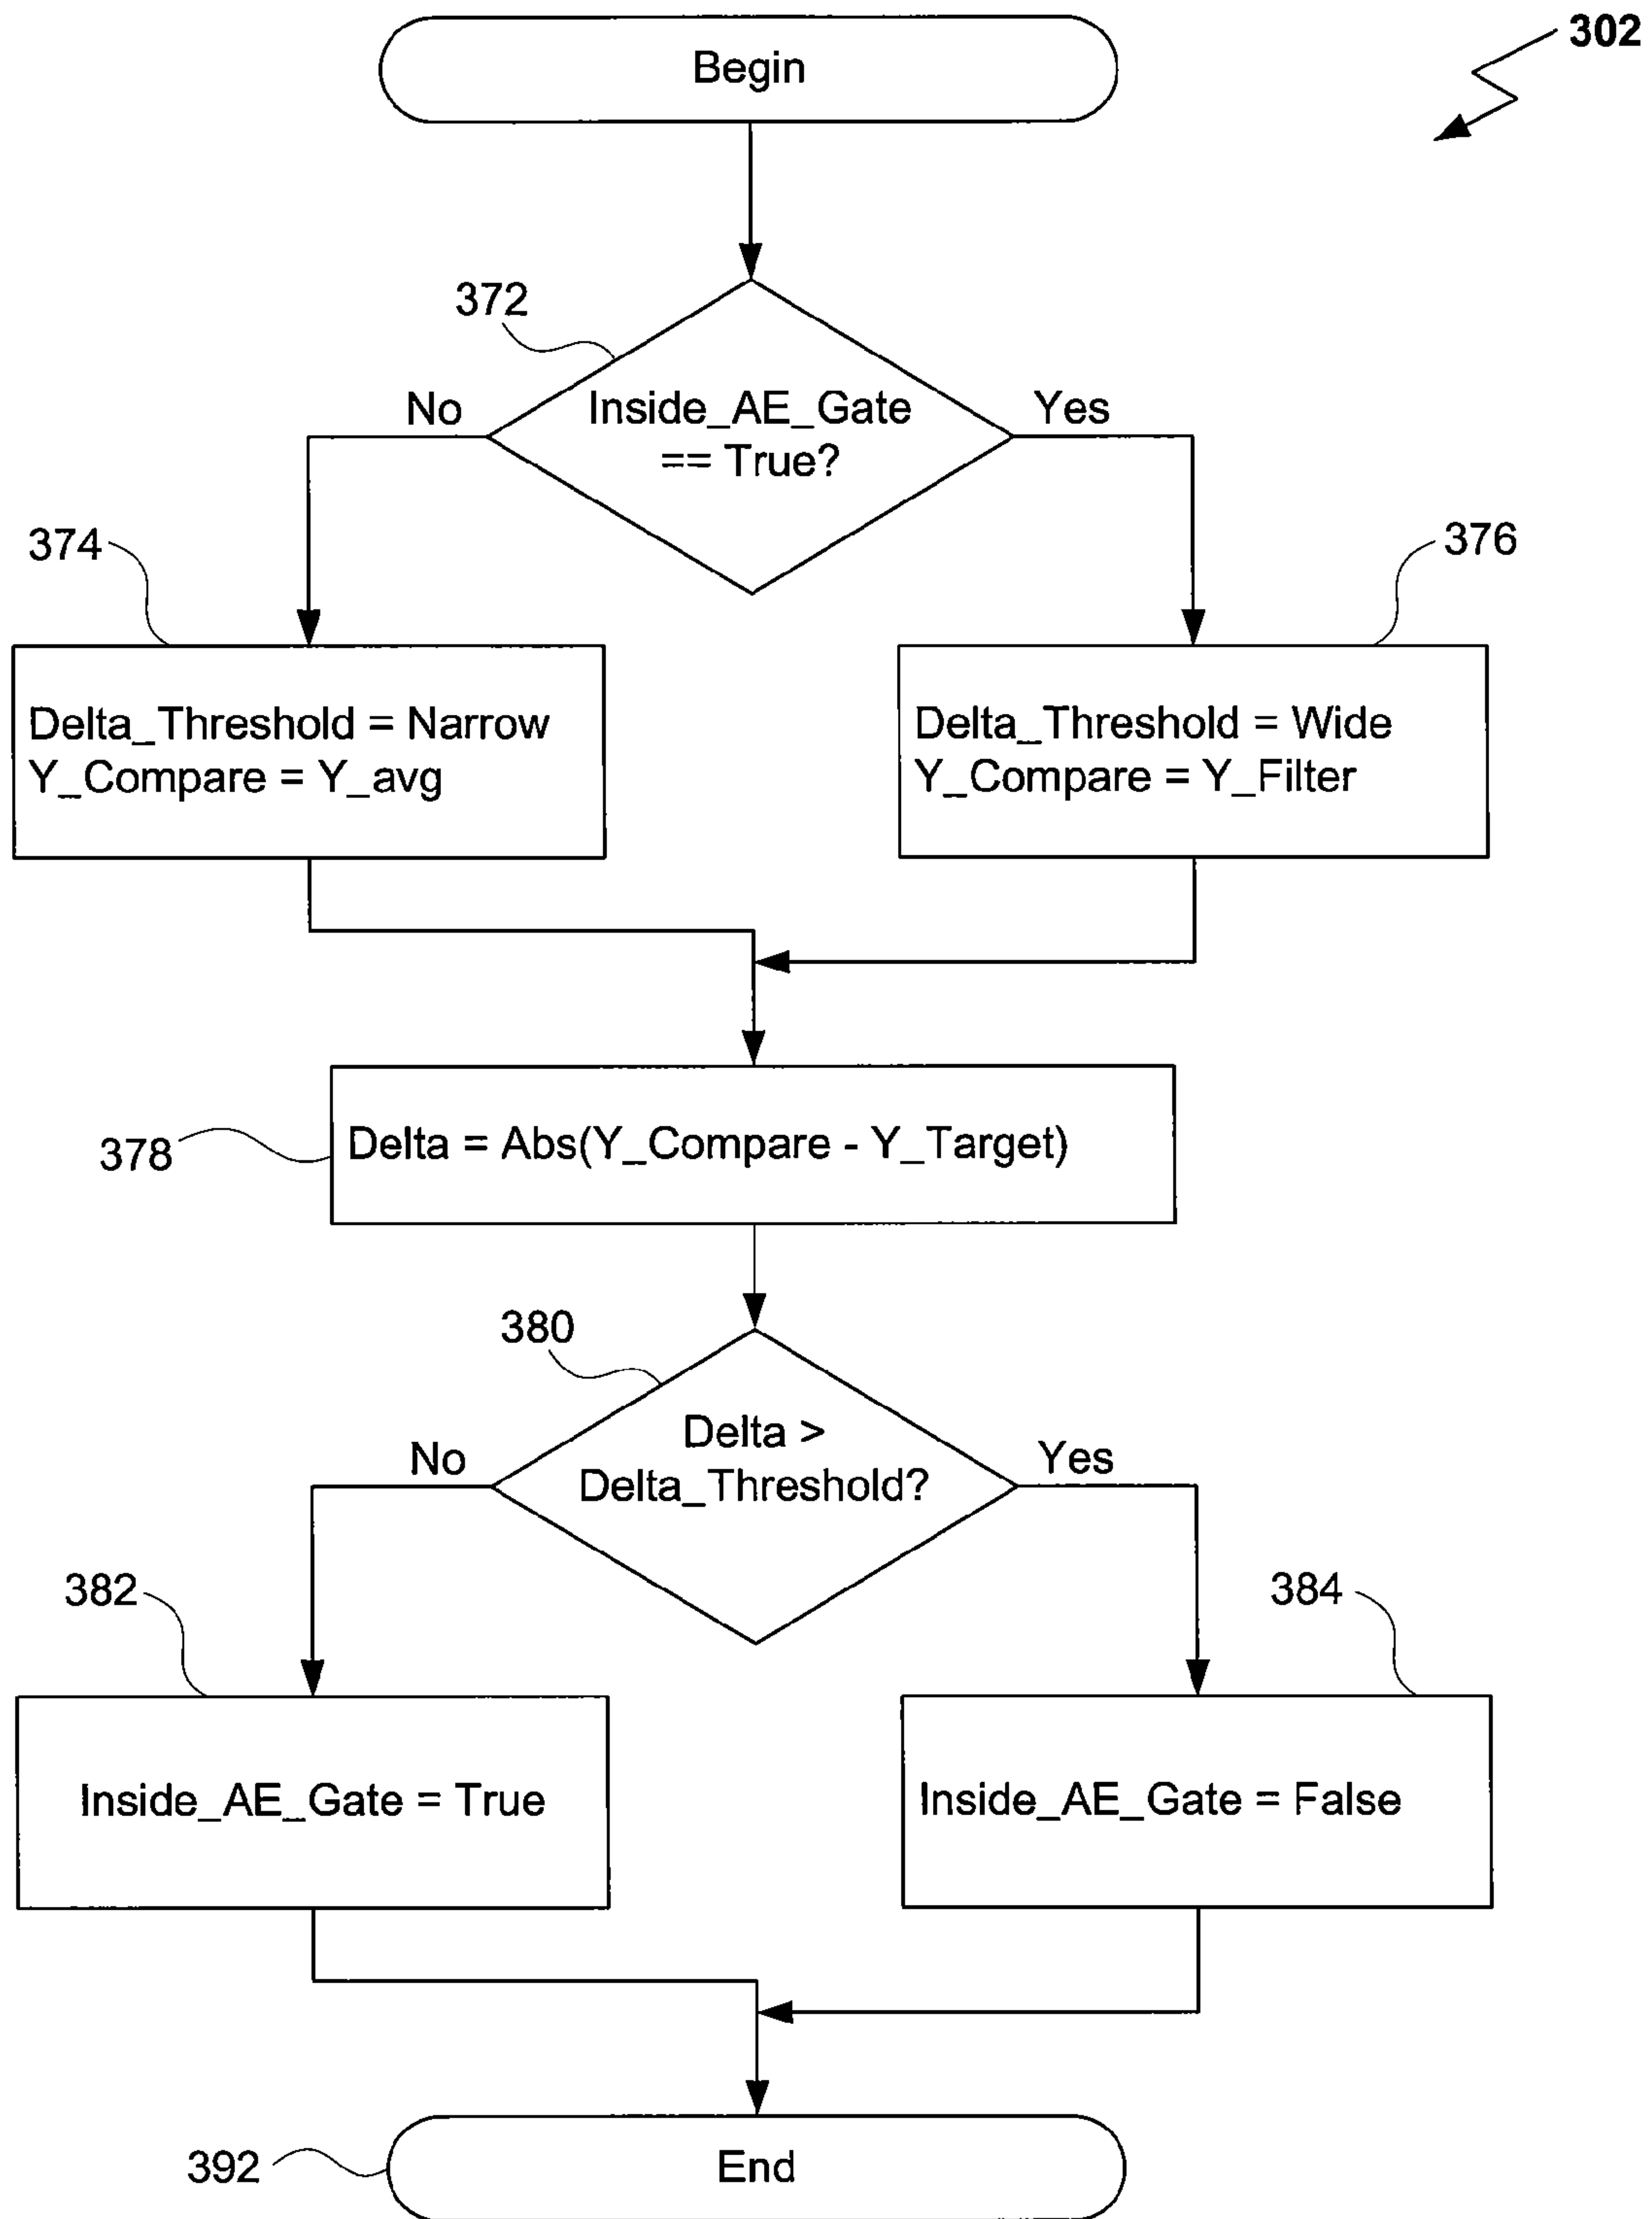 302
Begin
372
No
Inside_AE_Gate
== True?
Yes
374
376
Delta_Threshold = Narrow
Y_Compare = Y_avg
Delta_Threshold = Wide
Y_Compare = Y_Filter
378
Delta = Abs(Y_Compare - Y_Target)
380
No
Delta >
Delta_Threshold?
Yes
382
384
Inside_AE_Gate = True
Inside_AE_Gate = False
392
End